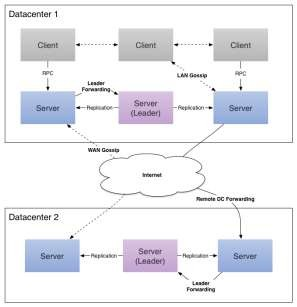 Datacenter 1
Client
Client
Client
RPC
Leader
Forwarding
LAN Gossip
RPC
Server
Replication
Server
(Leader)
Replication
Server
WAN Gossip
Internet
Remote DC Forwarding
Datacenter 2
Server
Replication
Server
(Leader)
Replication
Server
Leader
Forwarding